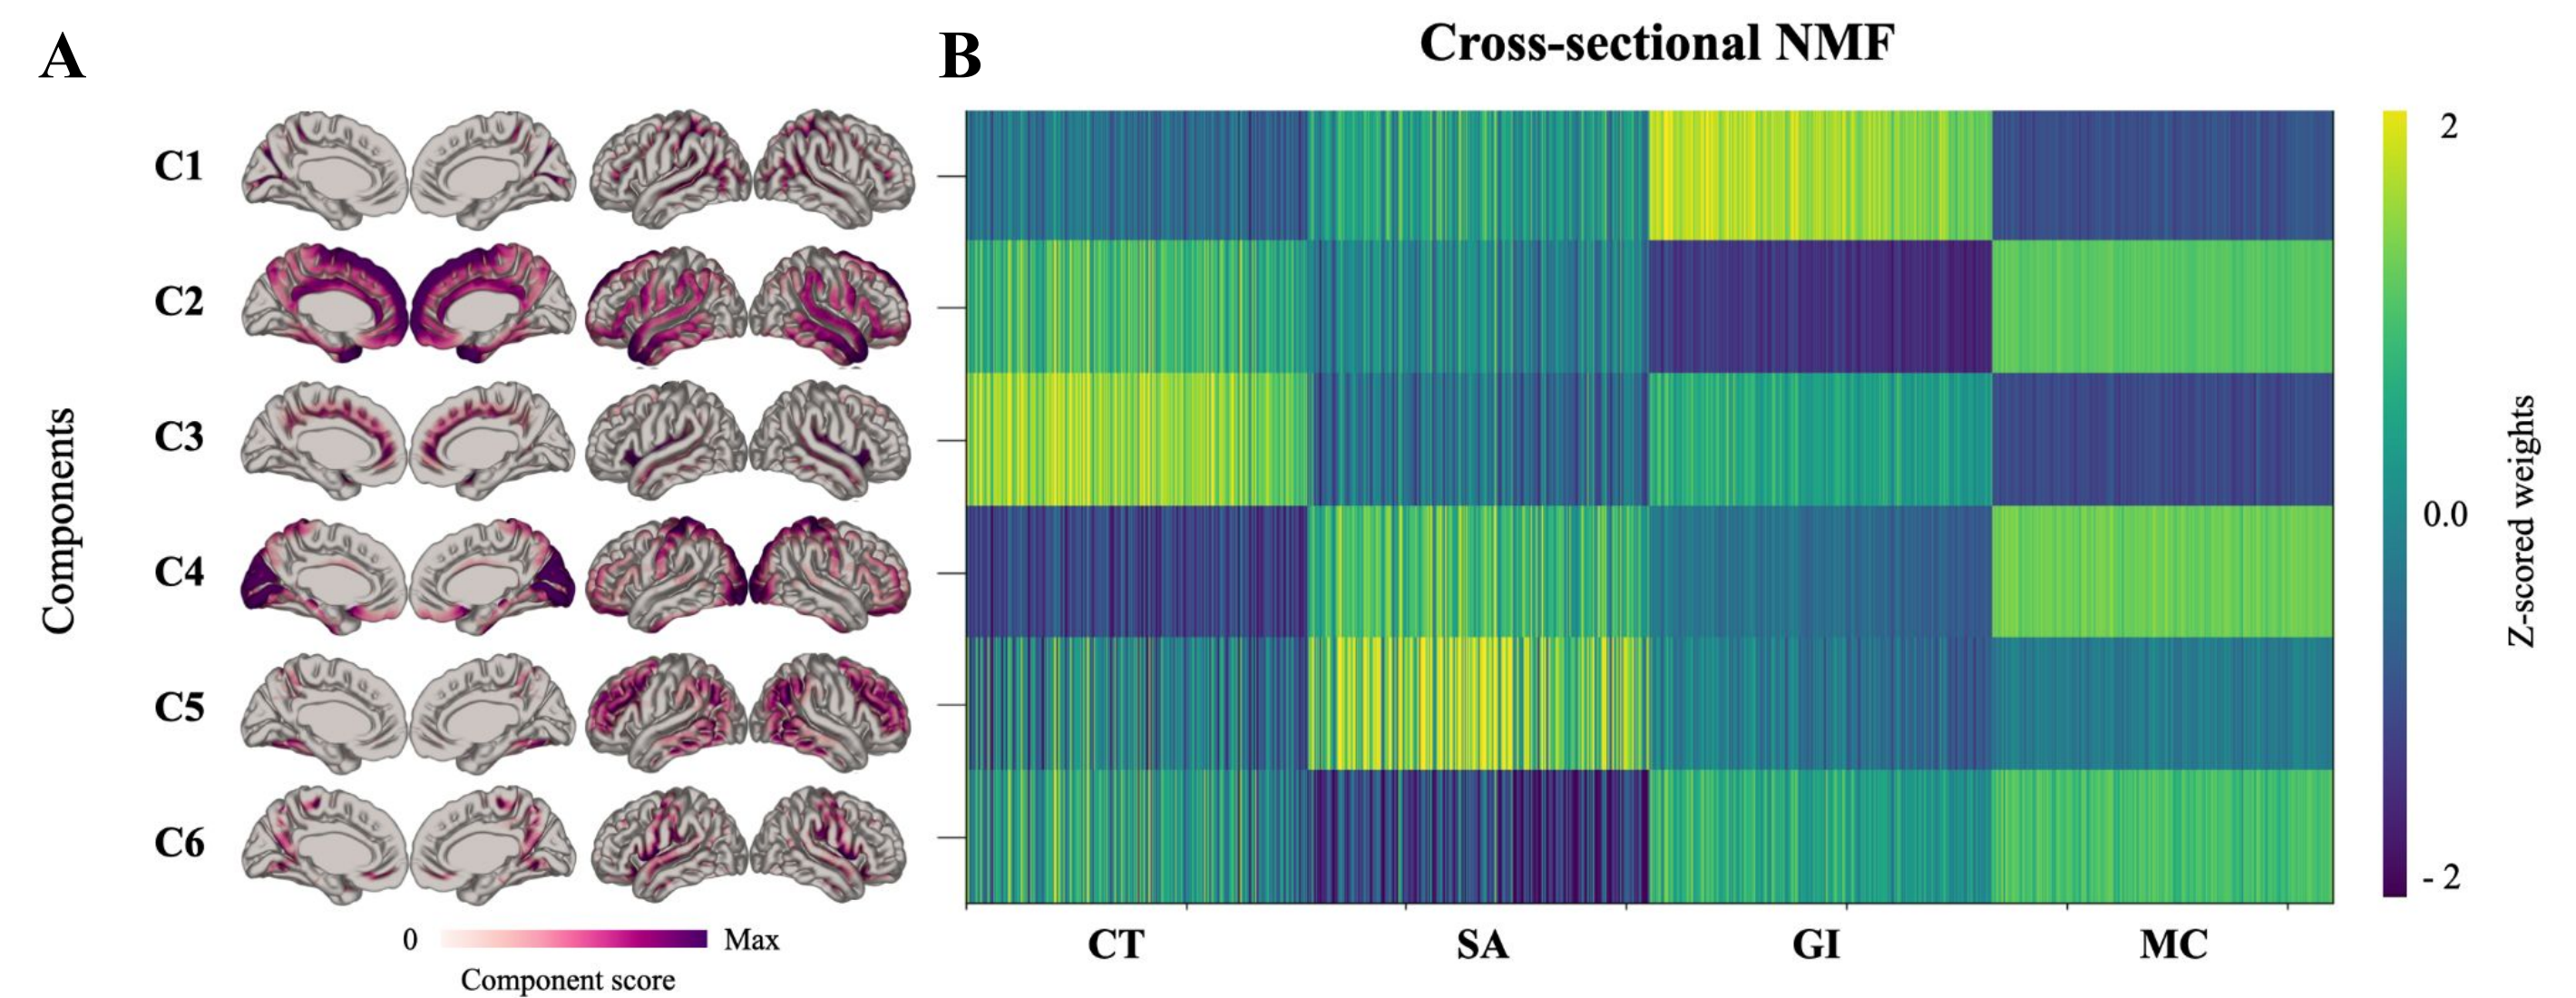 A
B
Cross-sectional NMF
Components
C1
C2
C3
C4
C5
C6
0
Max
Component score
CT
SA
GI
MC
2
0.0
- 2
Z-scored weights